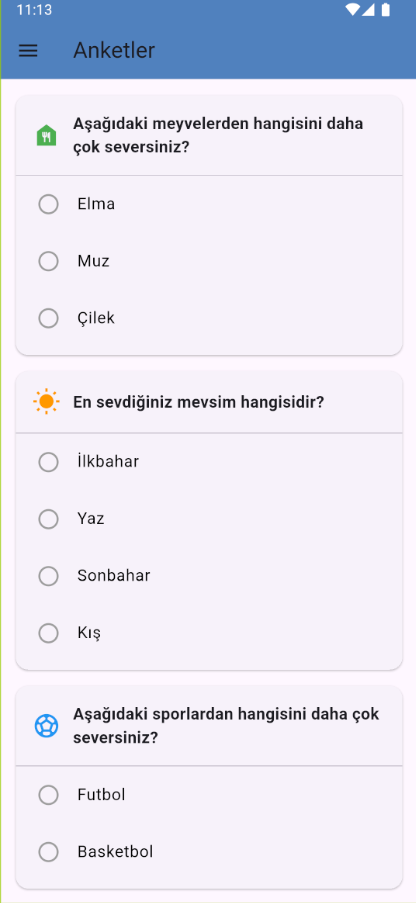 11:13
Anketler
Aşağıdaki meyvelerden hangisini daha
çok seversiniz?
Elma
Muz
Çilek
En sevdiğiniz mevsim hangisidir?
İlkbahar
Yaz
Sonbahar
Kış
Aşağıdaki sporlardan hangisini daha çok
seversiniz?
Futbol
Basketbol